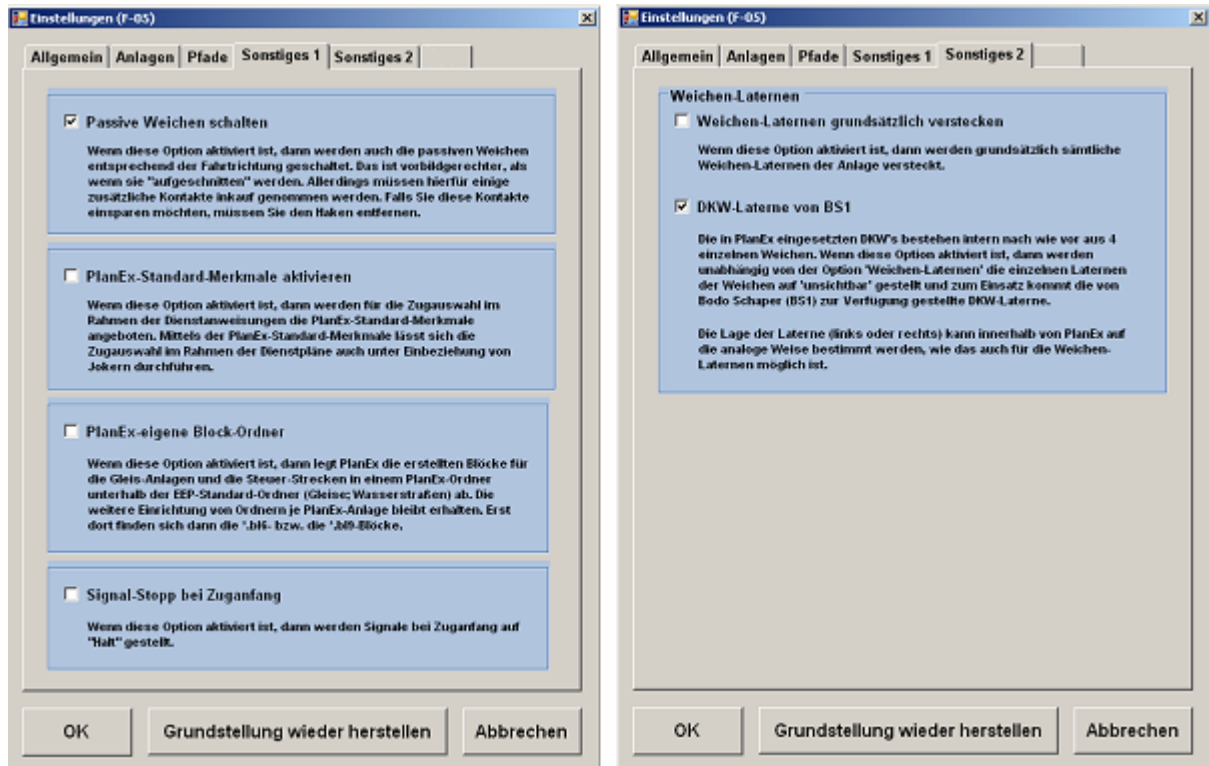 Einstellungen (F-05)
Allgemein Anlagen Pfade Sonstiges 1 Sonstiges 2
Passive Weichen schalten
Wenn diese Option aktiviert ist, dann werden auch die passiven Weichen
entsprechend der Fahrtrichtung geschaltet. Das ist vorbildgerechter, als
wenn sie "aufgeschnitten" werden. Allerdings müssen hierfür einige
zusätzliche Kontakte inkauf genommen werden. Falls Sie diese Kontakte
einsparen möchten, müssen Sie den Haken entfernen.
PlanEx-Standard-Merkmale aktivieren
Wenn diese Option aktiviert ist, dann werden für die Zugauswahl im
Rahmen der Dienstanweisungen die PlanEx-Standard-Merkmale
angeboten. Mittels der PlanEx-Standard-Merkmale lässt sich die
Zugauswahl im Rahmen der Dienstpläne auch unter Einbeziehung von
Jokern durchführen.
PlanEx-eigene Block-Ordner
Wenn diese Option aktiviert ist, dann legt PlanEx die erstellten Blöcke für
die Gleis-Anlagen und die Steuer-Strecken in einem PlanEx-Ordner
unterhalb der EEP-Standard-Ordner (Gleise; Wasserstraßen) ab. Die
weitere Einrichtung von Ordnern je PlanEx-Anlage bleibt erhalten. Erst
dort finden sich dann die *.bl6- bzw. die *.bl9-Blöcke.
Signal-Stopp bei Zuganfang
Wenn diese Option aktiviert ist, dann werden Signale bei Zuganfang auf
"Halt" gestellt.
OK Grundstellung wieder herstellen Abbrechen
Einstellungen (F-05)
Allgemein Anlagen Pfade Sonstiges 1 Sonstiges 2
Weichen-Laternen
Weichen-Laternen grundsätzlich verstecken
Wenn diese Option aktiviert ist, dann werden grundsätzlich sämtliche
Weichen-Laternen der Anlage versteckt.
DKW-Laterne von BS1
Die in PlanEx eingesetzten DKW's bestehen intern nach wie vor aus 4
einzelnen Weichen. Wenn diese Option aktiviert ist, dann werden
unabhängig von der Option 'Weichen-Laternen' die einzelnen Laternen
der Weichen auf 'unsichtbar' gestellt und zum Einsatz kommt die von
Bodo Schaper (BS1) zur Verfügung gestellte DKW-Laterne.
Die Lage der Laterne (links oder rechts) kann innerhalb von PlanEx auf
die analoge Weise bestimmt werden, wie das auch für die Weichen-
Laternen möglich ist.
OK Grundstellung wieder herstellen Abbrechen